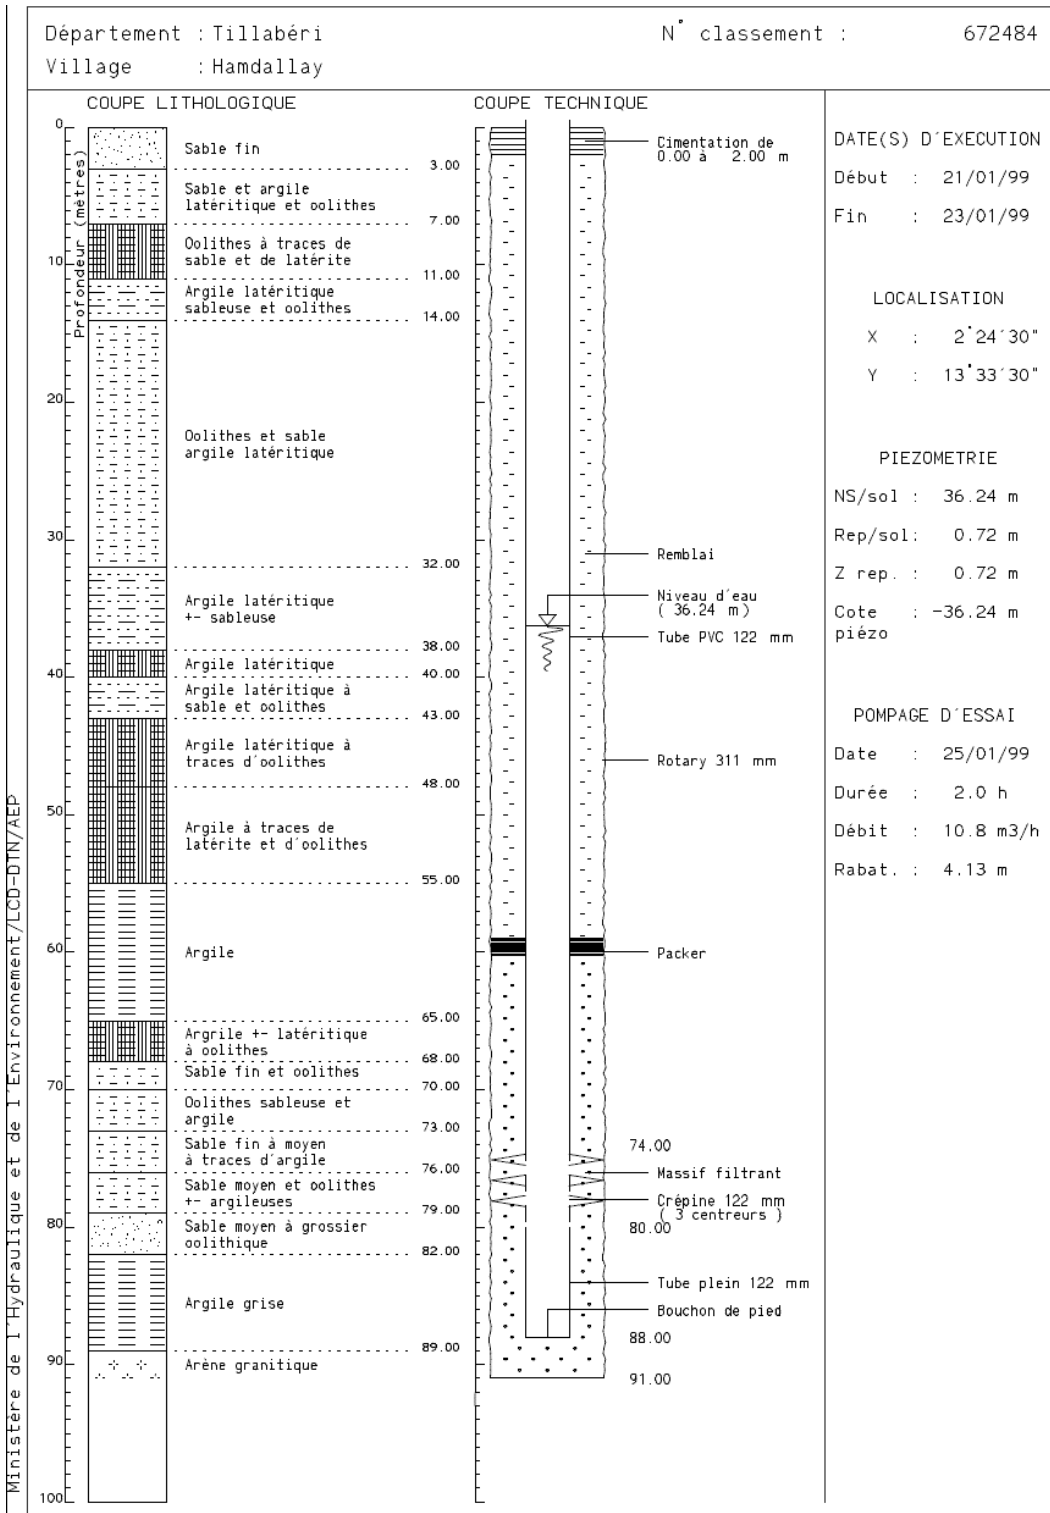 Département : Tillabéri
N° classement : 672484
Village : Hamdallay
COUPE LITHOLOGIQUE
Profondeur (mètres)
0
10
20
30
40
50
60
70
80
90
100
Sable fin
3.00
Sable et argile
latéritique et oolithes
7.00
Oolithes à traces de
sable et de latérite
11.00
Argile latéritique
sableuse et oolithes
14.00
Oolithes et sable
argile latéritique
32.00
Argile latéritique
+- sableuse
38.00
Argile latéritique
40.00
Argile latéritique à
sable et oolithes
43.00
Argile latéritique à
traces d'oolithes
48.00
Argile à traces de
latérite et d'oolithes
55.00
Argile
65.00
Argrile +- latéritique
à oolithes
68.00
Sable fin et oolithes
70.00
Oolithes sableuse et
argile
73.00
Sable fin à moyen
à traces d'argile
76.00
Sable moyen et oolithes
+- argileuses
79.00
Sable moyen à grossier
oolithique
82.00
Argile grise
89.00
Arène granitique
COUPE TECHNIQUE
Cimentation de
0.00 à 2.00 m
Remblai
Niveau d'eau
( 36.24 m)
Tube PVC 122 mm
Rotary 311 mm
Packer
74.00
Massif filtrant
Crépine 122 mm
( 3 centreurs )
80.00
Tube plein 122 mm
Bouchon de pied
88.00
91.00
DATE(S) D'EXECUTION
Début : 21/01/99
Fin : 23/01/99
LOCALISATION
X : 2°24'30"
Y : 13°33'30"
PIEZOMETRIE
NS/sol : 36.24 m
Rep/sol: 0.72 m
Z rep. : 0.72 m
Cote : -36.24 m
piézo
POMPAGE D'ESSAI
Date : 25/01/99
Durée : 2.0 h
Débit : 10.8 m3/h
Rabat. : 4.13 m
Ministère de l'Hydraulique et de l'Environnement/LCD-DTN/AEP